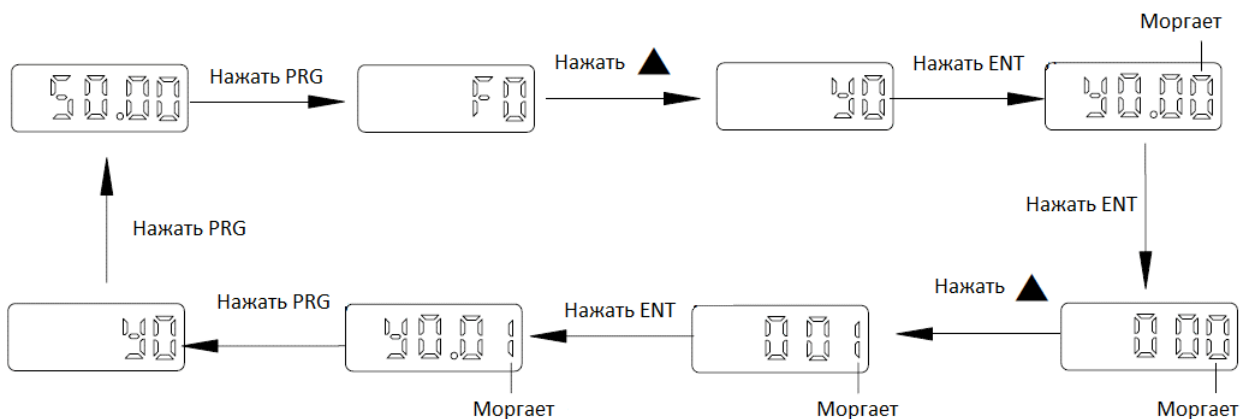 Моргает
50.00
Нажать PRG
F0
Нажать ▲
y0
Нажать ENT
y0.00
Нажать PRG
Нажать ENT
y0
Нажать PRG
y0.01
Нажать ENT
001
Нажать ▲
000
Моргает
Моргает
Моргает